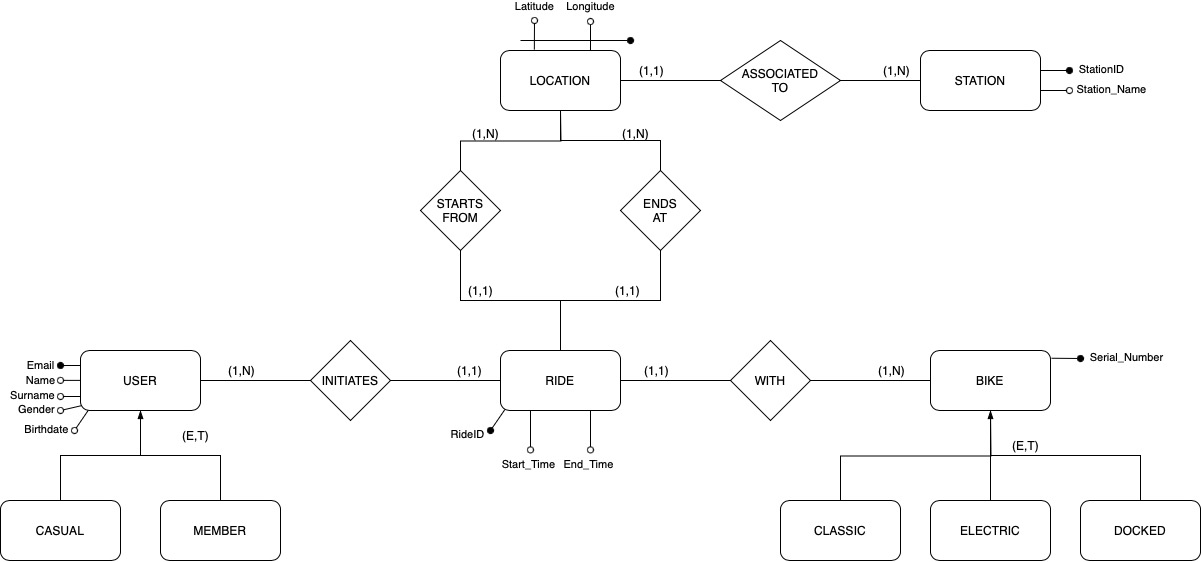 Latitude
Longitude
LOCATION
(1,1)
ASSOCIATED
TO
(1,N)
STATION
StationID
Station_Name
(1,N)
(1,N)
STARTS
FROM
ENDS
AT
(1,1)
(1,1)
Email
Name
Surname
Gender
Birthdate
USER
(1,N)
INITIATES
(1,1)
RIDE
(1,1)
WITH
(1,N)
BIKE
Serial_Number
RideID
Start_Time
End_Time
(E,T)
(E,T)
CASUAL
MEMBER
CLASSIC
ELECTRIC
DOCKED